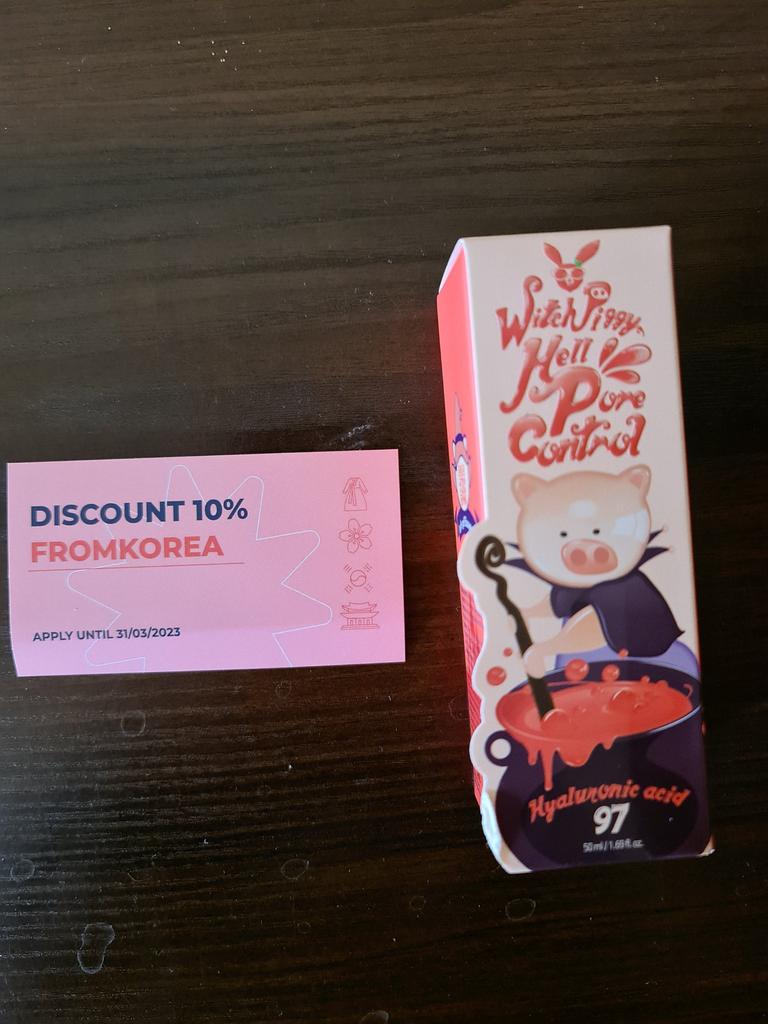 DISCOUNT 10%
FROMKOREA
APPLY UNTIL 31/03/2023
Witch Piggy
Hell
Pore
Control
Hyaluronic acid
97
50 ml / 1.69 fl. oz.